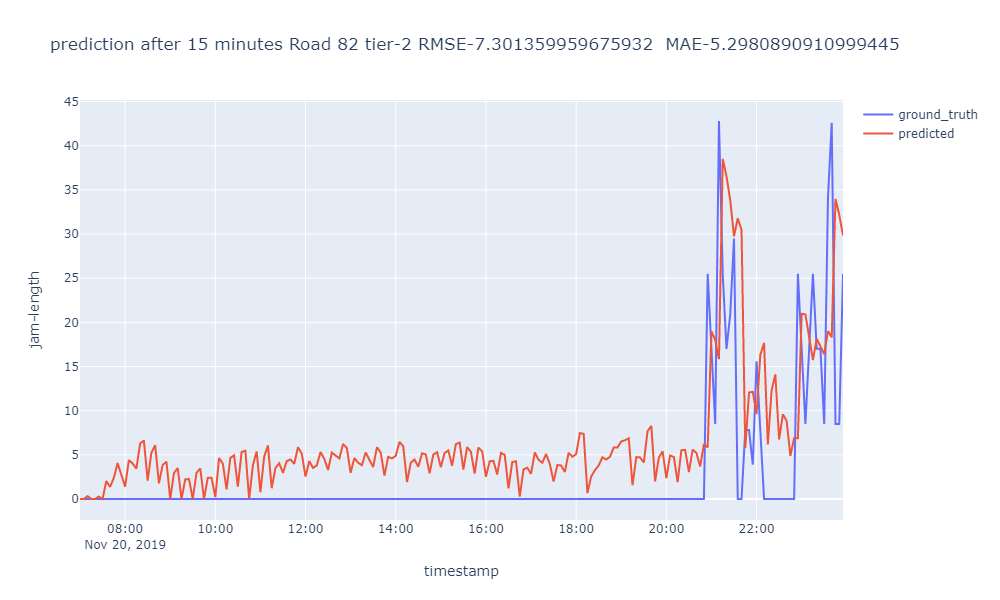 prediction after 15 minutes Road 82 tier-2 RMSE-7.301359959675932  MAE-5.2980890910999445
ground_truth
predicted
45
40
35
30
25
20
15
10
5
0
jam-length
08:00 10:00 12:00 14:00 16:00 18:00 20:00 22:00
Nov 20, 2019
timestamp